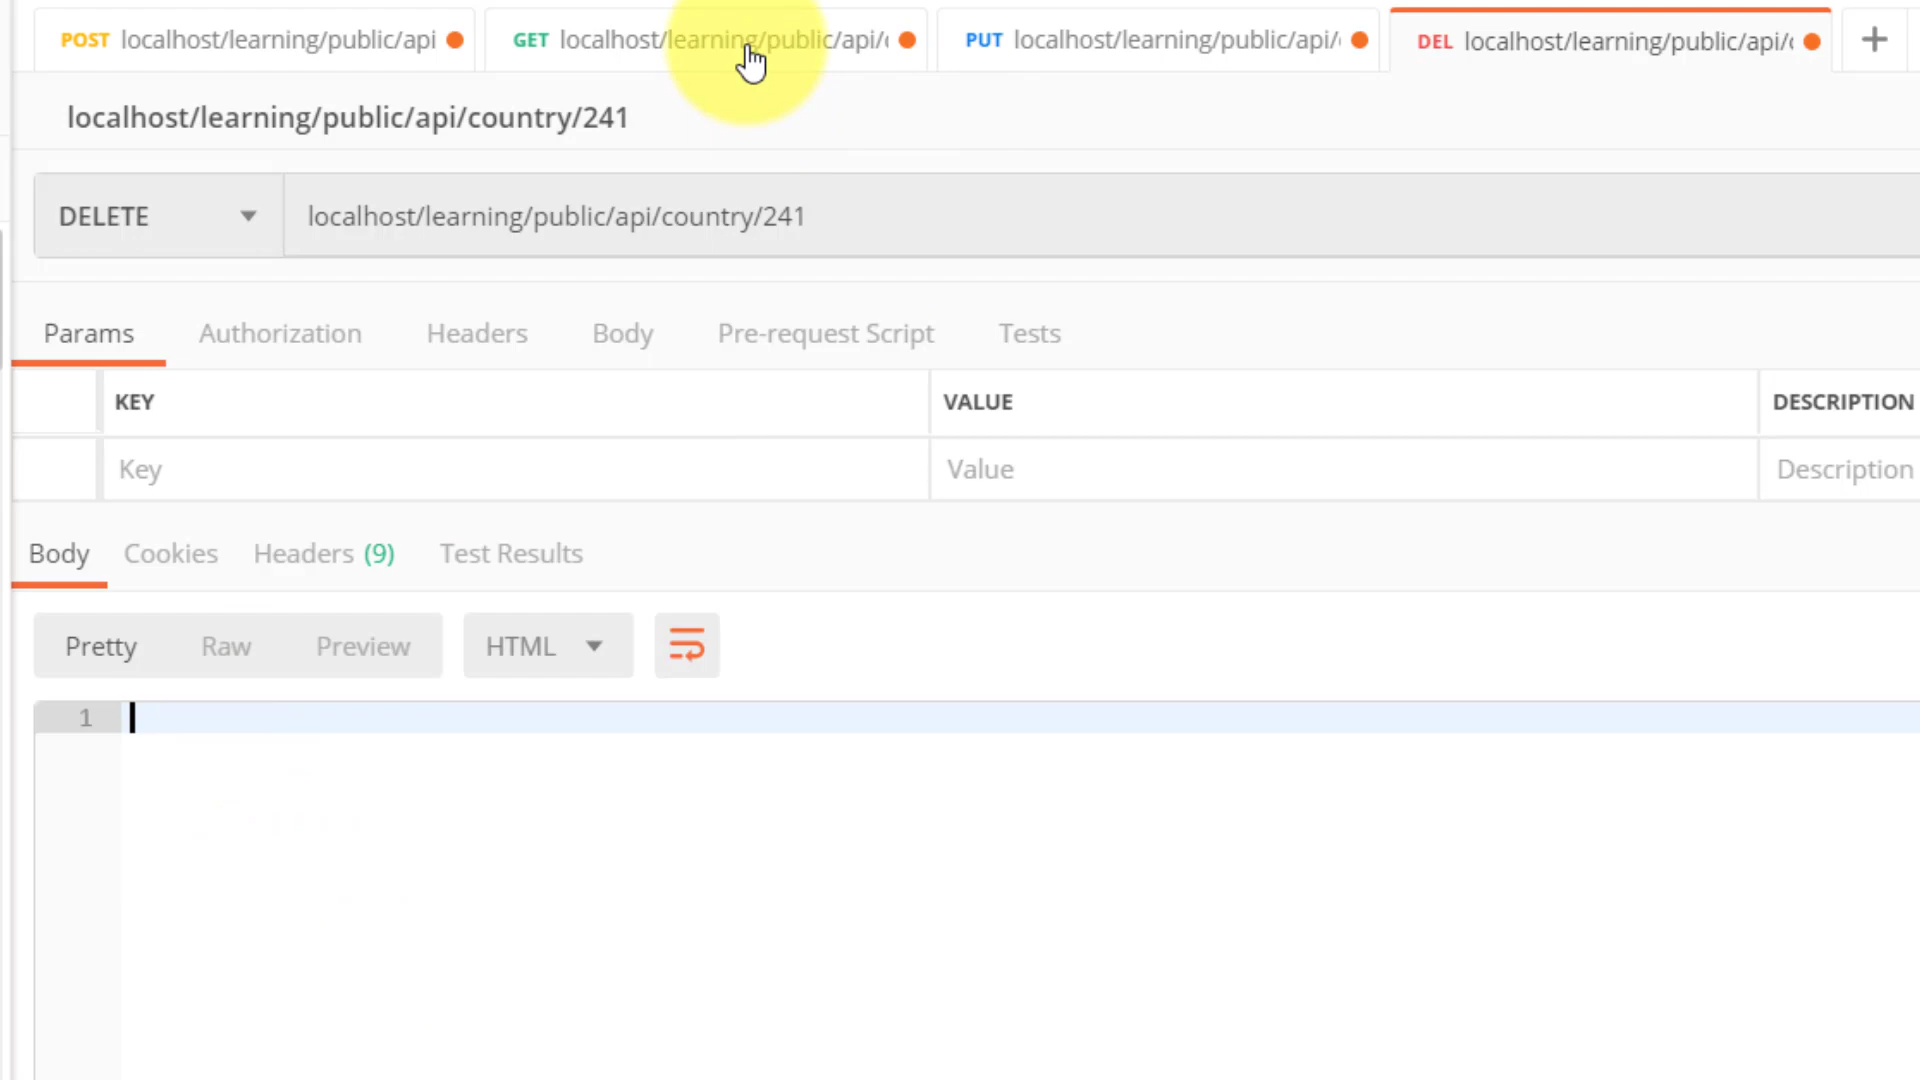 POST localhost/learning/public/api GET localhost/learning/public/api/ PUT localhost/learning/public/api/ DEL localhost/learning/public/api/
localhost/learning/public/api/country/241
DELETE localhost/learning/public/api/country/241
Params Authorization Headers Body Pre-request Script Tests
KEY VALUE DESCRIPTION
Key Value Description
Body Cookies Headers (9) Test Results
Pretty Raw Preview HTML
1